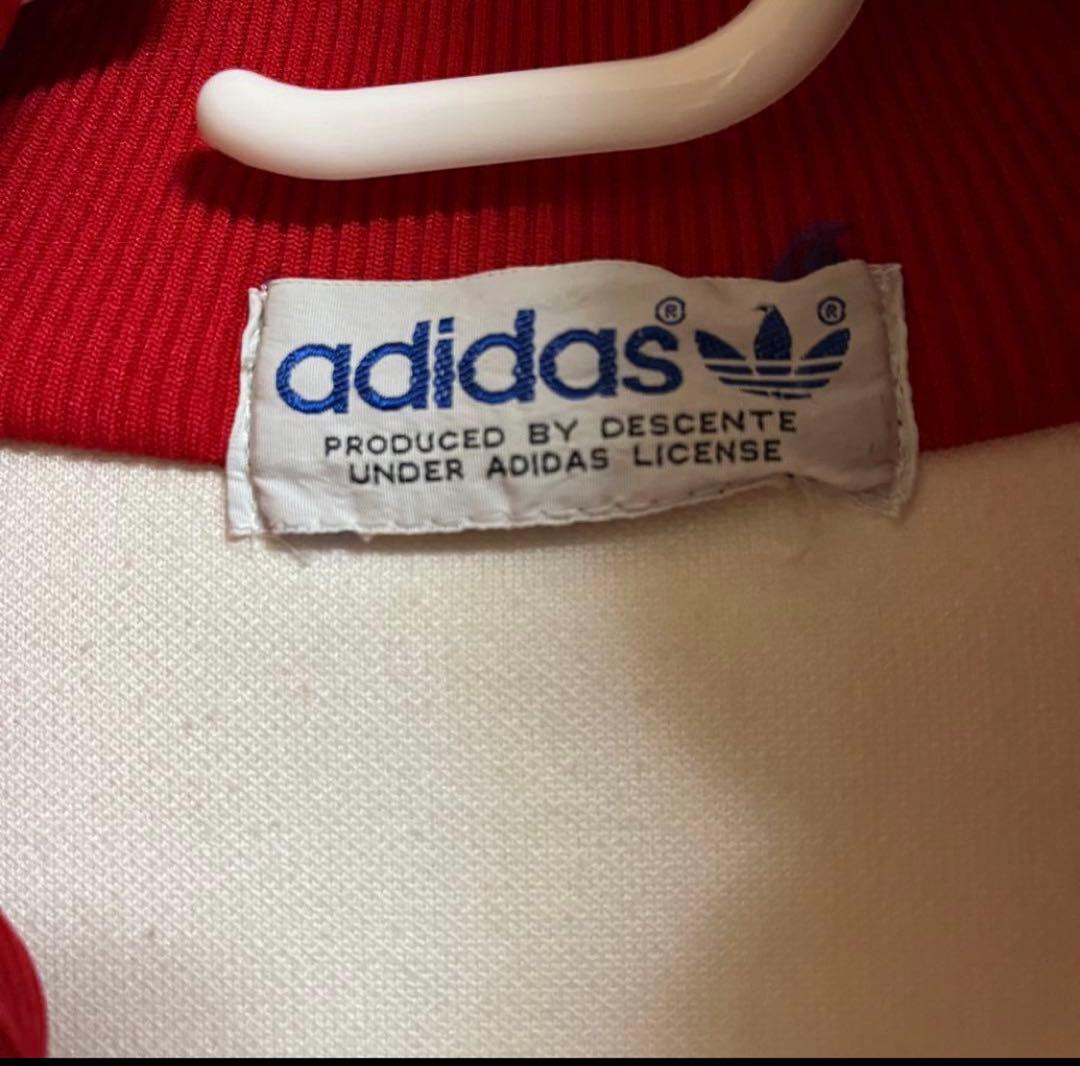 adidas® ®
PRODUCED BY DESCENTE
UNDER ADIDAS LICENSE